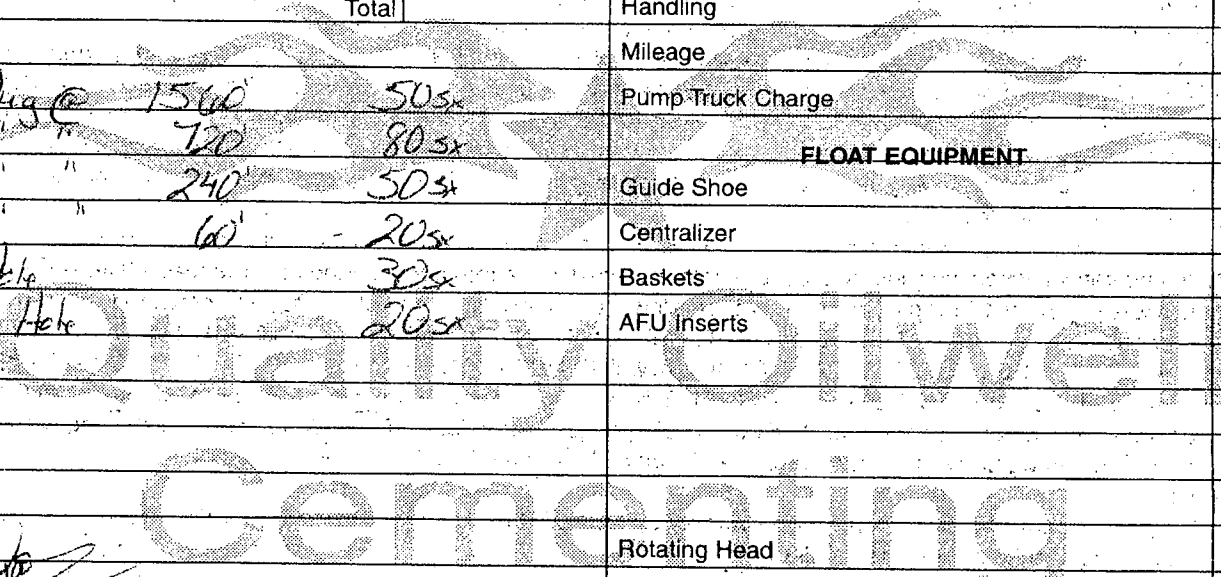 Total Handling
Mileage
@ 1560' 50sx Pump Truck Charge
" 720' 80sx
FLOAT EQUIPMENT
" " 240' 50sx Guide Shoe
" " 60' - 20sx Centralizer
30sx Baskets
Hole 20sx AFU Inserts
Quality Oilwell
Cementing
Rotating Head